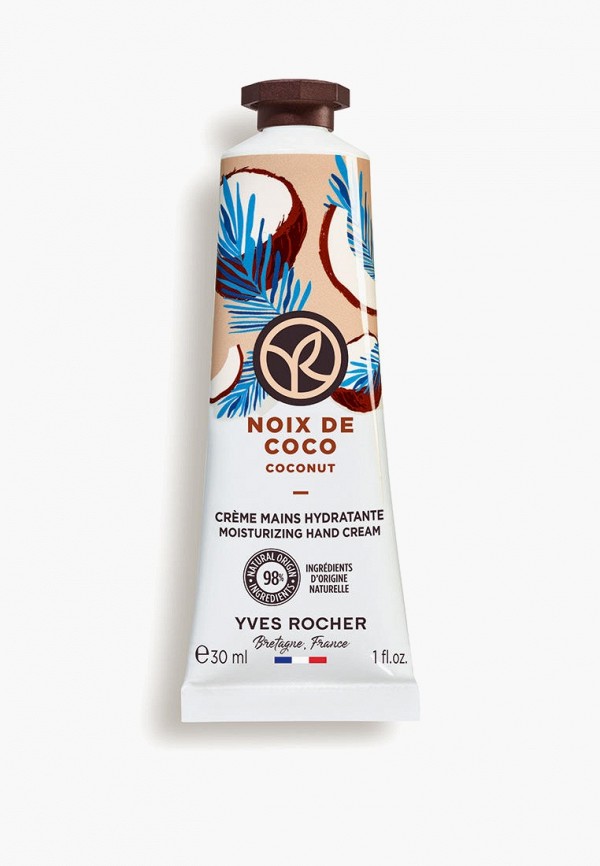 NOIX DE
COCO
COCONUT
CRÈME MAINS HYDRATANTE
MOISTURIZING HAND CREAM
NATURAL ORIGIN
98%
INGREDIENTS
INGRÉDIENTS
D'ORIGINE
NATURELLE
YVES ROCHER
Bretagne, France
℮30 ml
1 fl.oz.